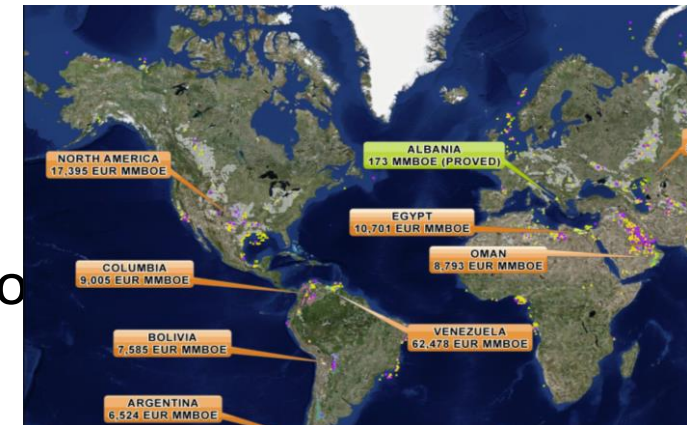 NORTH AMERICA
17,395 EUR MMBOE
ALBANIA
173 MMBOE (PROVED)
EGYPT
10,701 EUR MMBOE
OMAN
8,793 EUR MMBOE
COLUMBIA
9,005 EUR MMBOE
o
VENEZUELA
62,478 EUR MMBOE
BOLIVIA
7,585 EUR MMBOE
ARGENTINA
6,524 EUR MMBOE